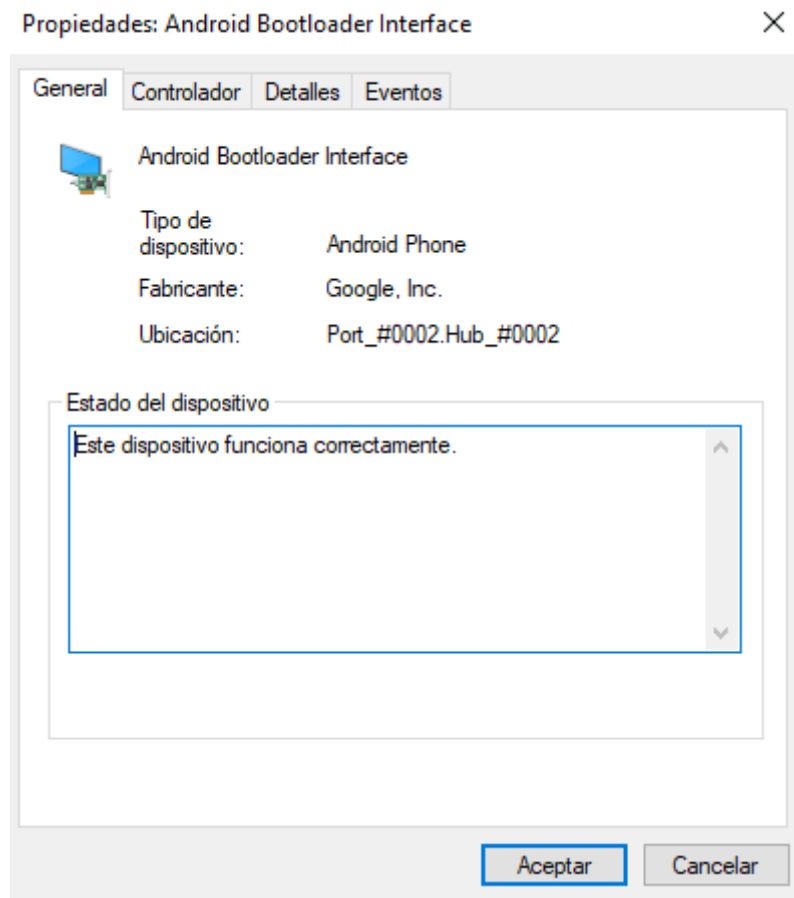 Propiedades: Android Bootloader Interface
General Controlador Detalles Eventos
Android Bootloader Interface
Tipo de
dispositivo: Android Phone
Fabricante: Google, Inc.
Ubicación: Port_#0002.Hub_#0002
Estado del dispositivo
Este dispositivo funciona correctamente.
Aceptar Cancelar